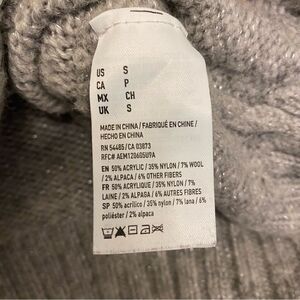 US S
CA P
MX CH
UK S
MADE IN CHINA / FABRIQUÉ EN CHINE /
HECHO EN CHINA
RN 54485 / CA 03873
RFC# AEM1206050U9A
EN 50% ACRYLIC / 35% NYLON / 7% WOOL
/ 2% ALPACA / 6% OTHER FIBERS
FR 50% ACRYLIQUE / 35% NYLON / 7%
LAINE / 2% ALPAGA / 6% AUTRES FIBRES
SP 50% acrilico / 35% nylon / 7% lana / 6%
poliéster / 2% alpaca